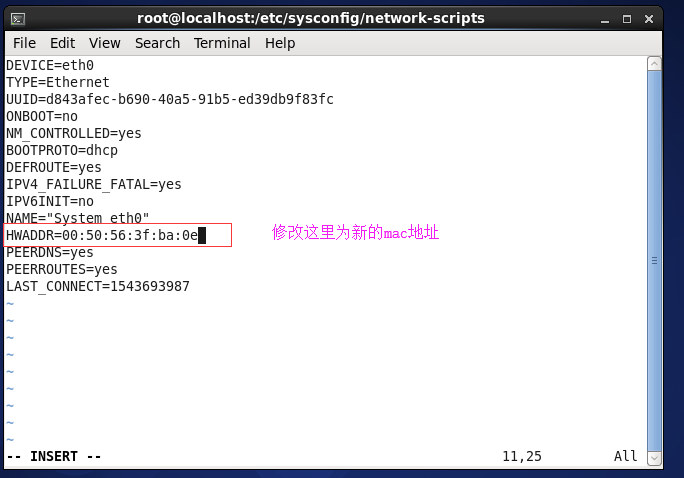 root@localhost:/etc/sysconfig/network-scripts
File Edit View Search Terminal Help
DEVICE=eth0
TYPE=Ethernet
UUID=d843afec-b690-40a5-91b5-ed39db9f83fc
ONBOOT=no
NM_CONTROLLED=yes
BOOTPROTO=dhcp
DEFROUTE=yes
IPV4_FAILURE_FATAL=yes
IPV6INIT=no
NAME="System eth0"
HWADDR=00:50:56:3f:ba:0e 修改这里为新的mac地址
PEERDNS=yes
PEERROUTES=yes
LAST_CONNECT=1543693987
~
~
~
~
~
~
~
~
~
-- INSERT -- 11,25 All